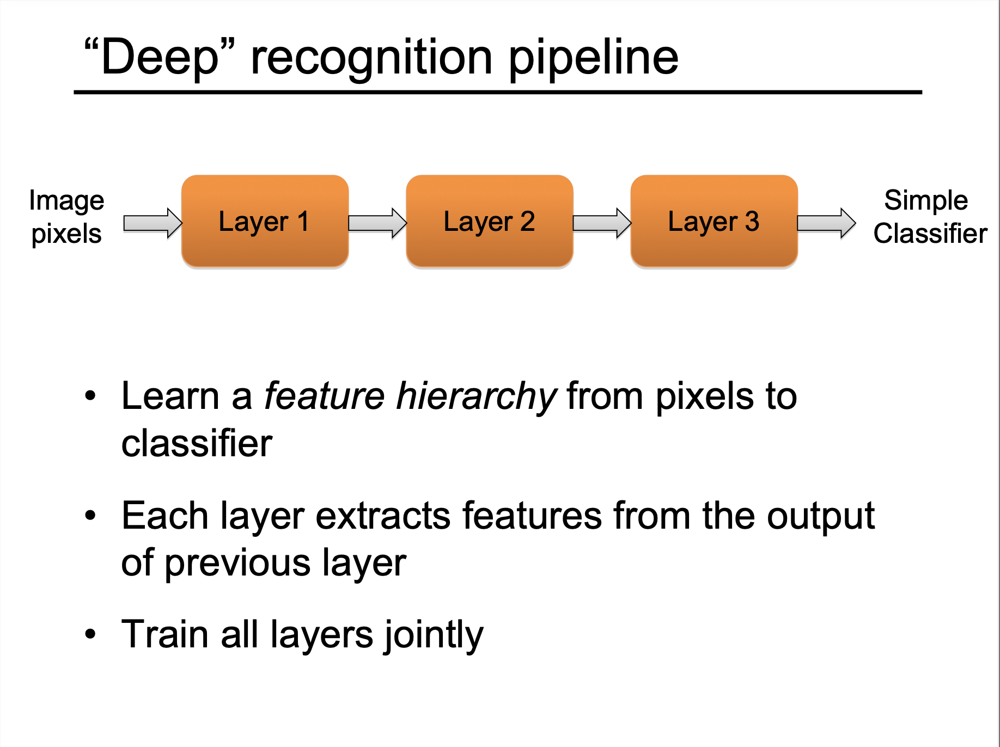 “Deep” recognition pipeline
Image
pixels
Layer 1
Layer 2
Layer 3
Simple
Classifier
• Learn a feature hierarchy from pixels to
classifier
• Each layer extracts features from the output
of previous layer
• Train all layers jointly